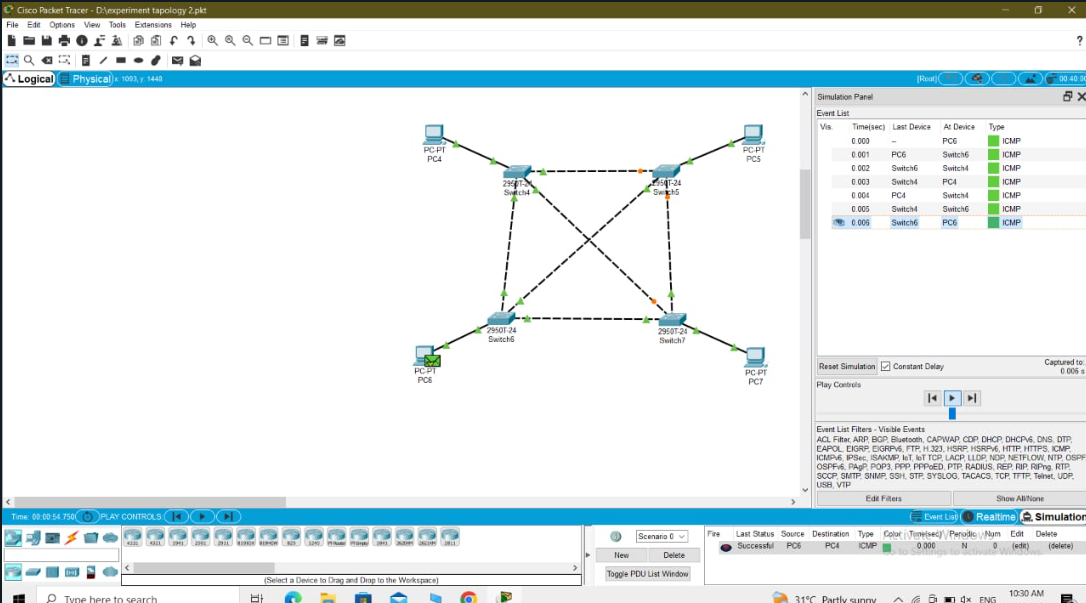 Cisco Packet Tracer - D:\experiment tapology 2.pkt
File Edit Options View Tools Extensions Help
?
Logical Physical x: 1093, y: 1440
[Root] 00:40:00
Simulation Panel
Event List
Vis. Time(sec) Last Device At Device Type
0.000 -- PC6 ICMP
0.001 PC6 Switch6 ICMP
0.002 Switch6 Switch4 ICMP
0.003 Switch4 PC4 ICMP
0.004 PC4 Switch4 ICMP
0.005 Switch4 Switch6 ICMP
0.006 Switch6 PC6 ICMP
PC-PT
PC4
PC-PT
PC5
2950T-24
Switch4
2950T-24
Switch5
2950T-24
Switch6
2950T-24
Switch7
PC-PT
PC6
PC-PT
PC7
Reset Simulation Constant Delay
Captured to:
0.006 s
Play Controls
Event List Filters - Visible Events
ACL Filter, ARP, BGP, Bluetooth, CAPWAP, CDP, DHCP, DHCPv6, DNS, DTP,
EAPOL, EIGRP, EIGRPv6, FTP, H.323, HSRP, HSRPv6, HTTP, HTTPS, ICMP,
ICMPv6, IPSec, ISAKMP, IoT, IoT TCP, LACP, LLDP, NDP, NETFLOW, NTP, OSPF
OSPFv6, PAgP, POP3, PPP, PPPoED, PTP, RADIUS, REP, RIP, RIPng, RTP,
SCCP, SMTP, SNMP, SSH, STP, SYSLOG, TACACS, TCP, TFTP, Telnet, UDP,
USB, VTP
Edit Filters Show All/None
Time: 00:00:54.750 PLAY CONTROLS:
Event List Realtime Simulation
Scenario 0
New Delete
Toggle PDU List Window
Fire Last Status Source Destination Type Color Time(sec) Periodic Num Edit Delete
Successful PC6 PC4 ICMP 0.000 N 0 (edit) (delete)
Activate Windows
Go to Settings to activate Windows.
4331 4321 1941 2901 2911 819IOX 819HGW 829 1240 PT-Router PT-Empty 1841 2620XM 2621XM 2811
(Select a Device to Drag and Drop to the Workspace)
Type here to search
31°C Partly sunny
ENG
10:30 AM